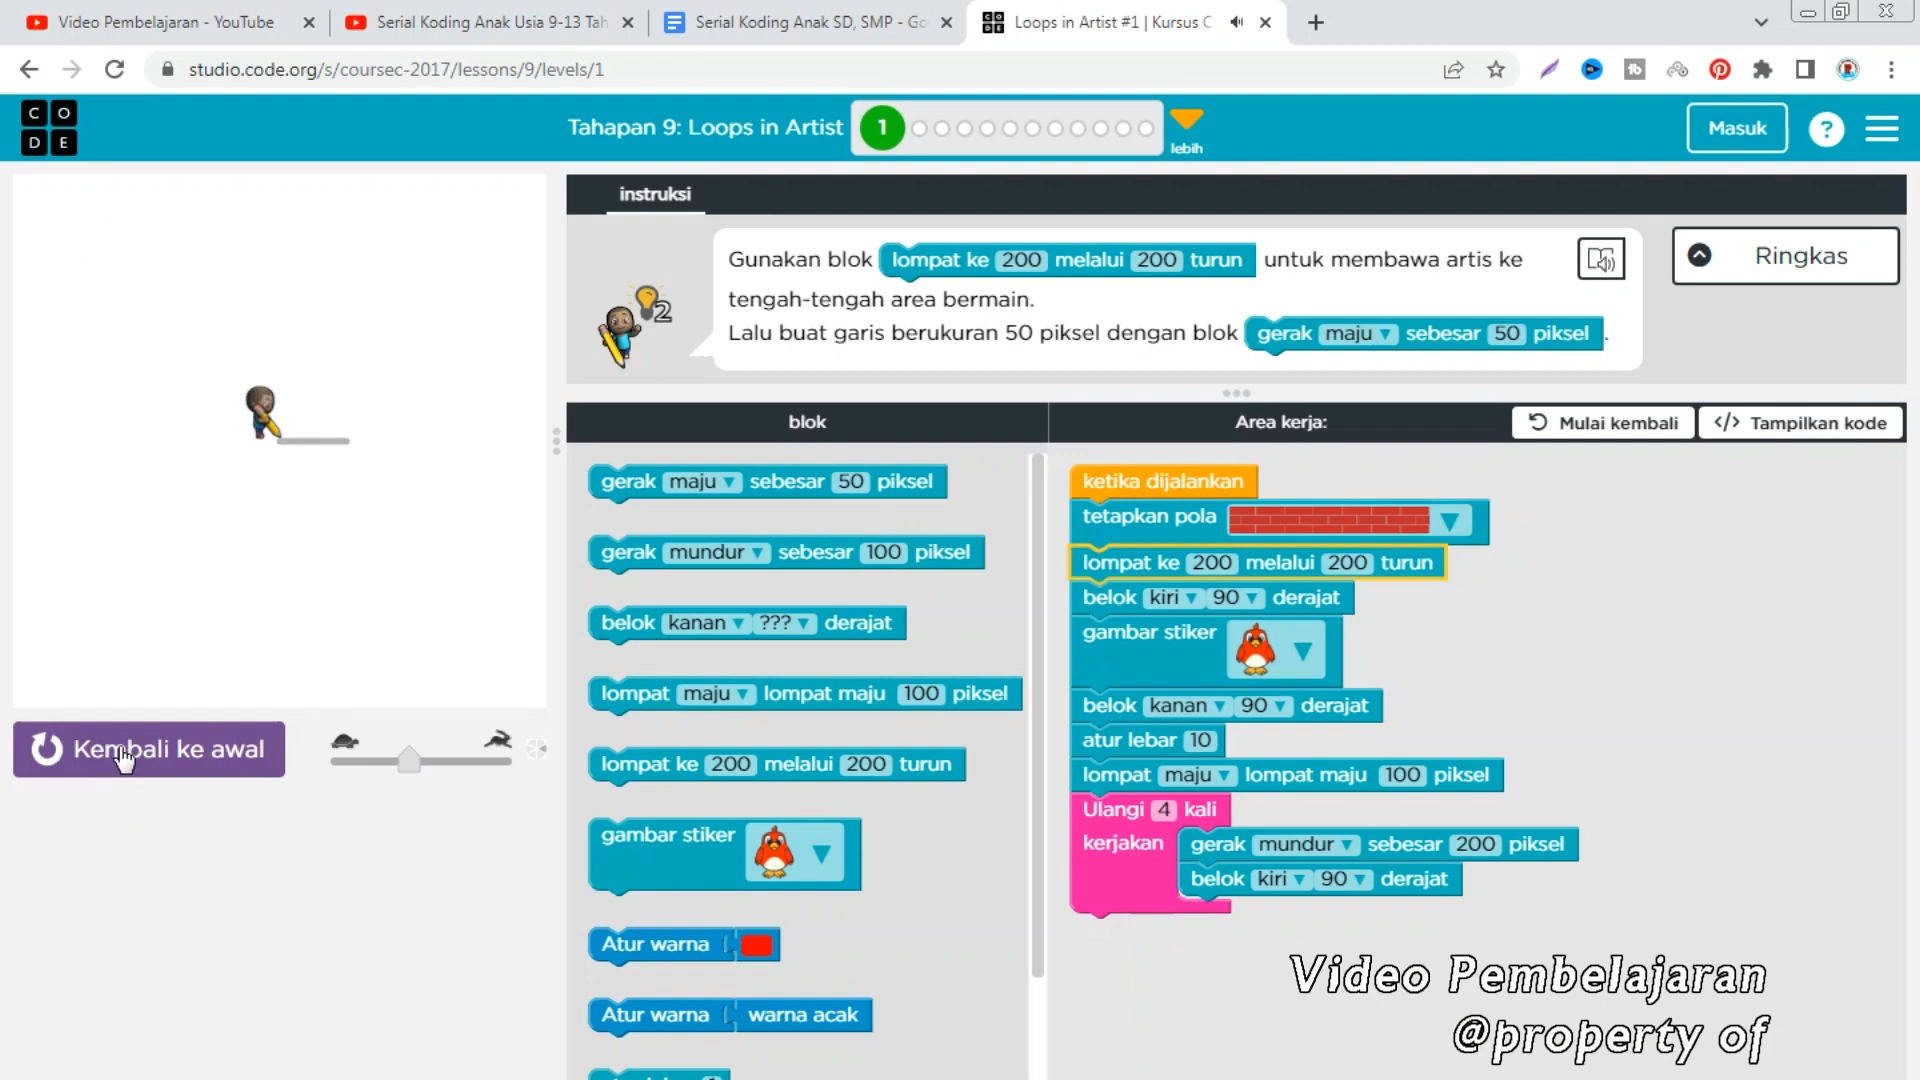 Video Pembelajaran - YouTube
Serial Koding Anak Usia 9-13 Tah
Serial Koding Anak SD, SMP - Go
Loops in Artist #1 | Kursus C
studio.code.org/s/coursec-2017/lessons/9/levels/1
C O
D E
Tahapan 9: Loops in Artist
1
lebih
Masuk
?
instruksi
Gunakan blok lompat ke 200 melalui 200 turun untuk membawa artis ke
tengah-tengah area bermain.
Lalu buat garis berukuran 50 piksel dengan blok gerak maju sebesar 50 piksel .
2
Ringkas
blok
Area kerja:
Mulai kembali
</> Tampilkan kode
Kembali ke awal
gerak maju sebesar 50 piksel
gerak mundur sebesar 100 piksel
belok kanan ??? derajat
lompat maju lompat maju 100 piksel
lompat ke 200 melalui 200 turun
gambar stiker
Atur warna
Atur warna warna acak
ketika dijalankan
tetapkan pola
lompat ke 200 melalui 200 turun
belok kiri 90 derajat
gambar stiker
belok kanan 90 derajat
atur lebar 10
lompat maju lompat maju 100 piksel
Ulangi 4 kali
kerjakan gerak mundur sebesar 200 piksel
belok kiri 90 derajat
Video Pembelajaran
@property of